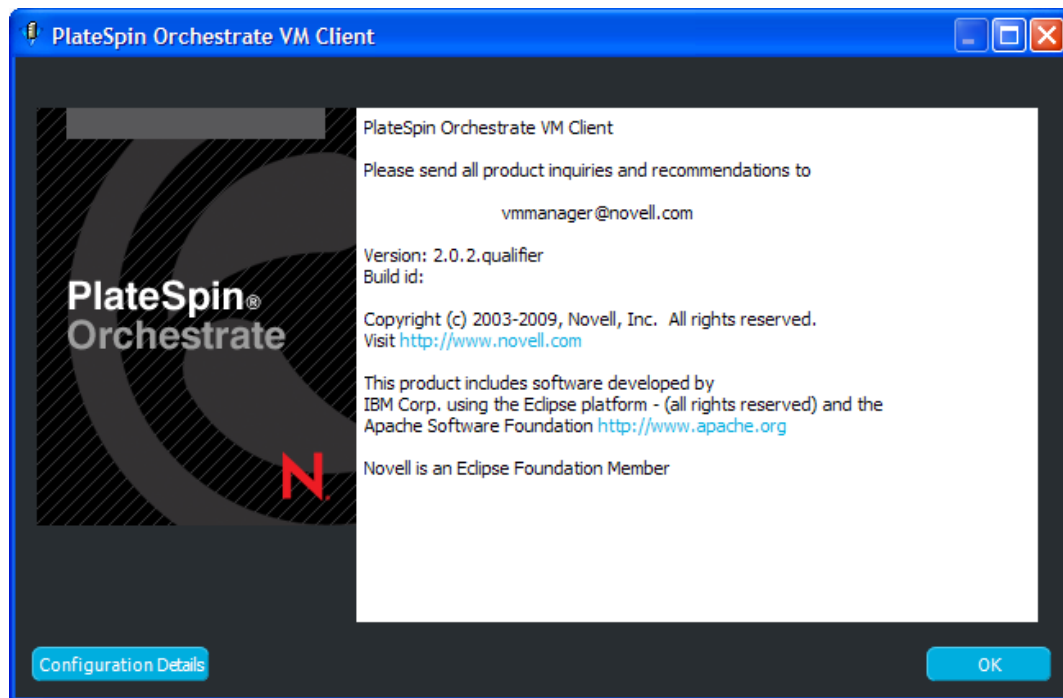 PlateSpin Orchestrate VM Client
PlateSpin®
Orchestrate
N.
PlateSpin Orchestrate VM Client
Please send all product inquiries and recommendations to
vmmanager@novell.com
Version: 2.0.2.qualifier
Build id:
Copyright (c) 2003-2009, Novell, Inc.  All rights reserved.
Visit http://www.novell.com
This product includes software developed by
IBM Corp. using the Eclipse platform - (all rights reserved) and the
Apache Software Foundation http://www.apache.org
Novell is an Eclipse Foundation Member
Configuration Details
OK